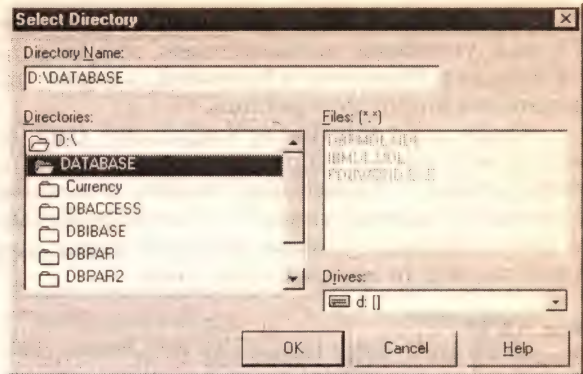 Select Directory
Directory Name:
D:\DATABASE
Directories:
D:\
DATABASE
Currency
DBACCESS
DBIBASE
DBPAR
DBPAR2
Files: (*.*)
Drives:
d: []
OK
Cancel
Help